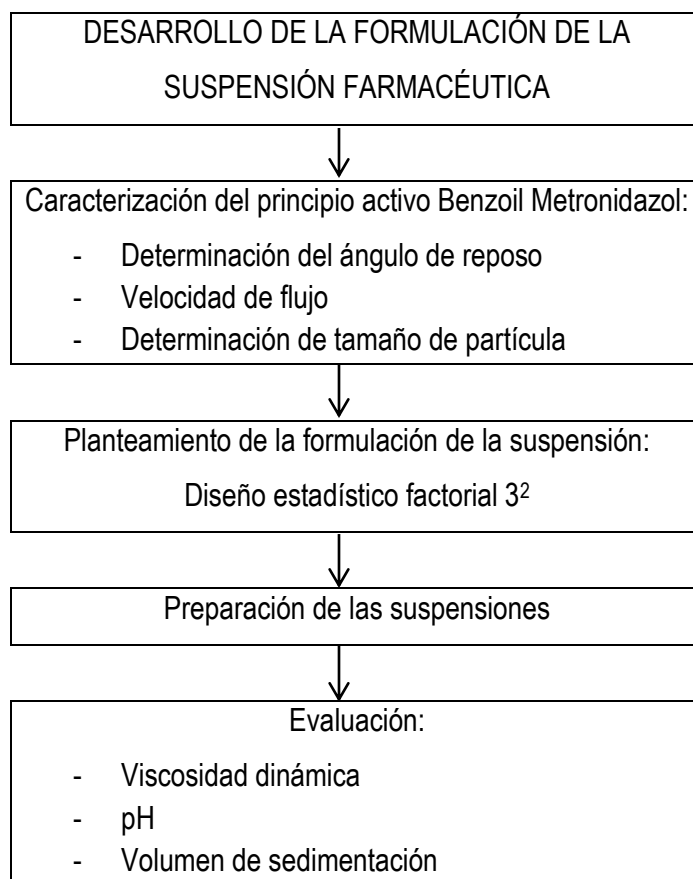 DESARROLLO DE LA FORMULACIÓN DE LA
SUSPENSIÓN FARMACÉUTICA
Caracterización del principio activo Benzoil Metronidazol:
- Determinación del ángulo de reposo
- Velocidad de flujo
- Determinación de tamaño de partícula
Planteamiento de la formulación de la suspensión:
Diseño estadístico factorial 3²
Preparación de las suspensiones
Evaluación:
- Viscosidad dinámica
- pH
- Volumen de sedimentación